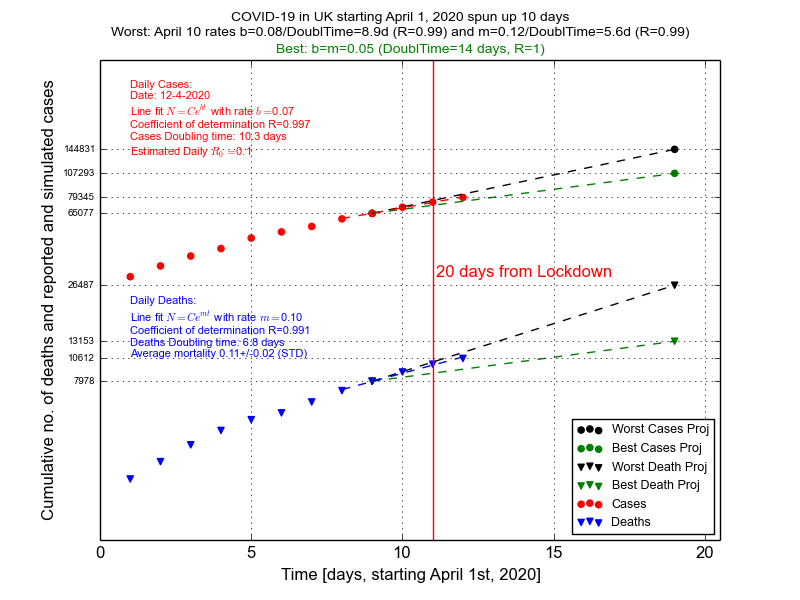 COVID-19 in UK starting April 1, 2020 spun up 10 days
Worst: April 10 rates b=0.08/DoublTime=8.9d (R=0.99) and m=0.12/DoublTime=5.6d (R=0.99)
Best: b=m=0.05 (DoublTime=14 days, R=1)
Cumulative no. of deaths and reported and simulated cases
Daily Cases:
Date: 12-4-2020
Line fit N=Ce^{bt} with rate b=0.07
Coefficient of determination R=0.997
Cases Doubling time: 10.3 days
Estimated Daily R_0=0.1
144831
107293
79345
65077
26487
13153
10612
7978
20 days from Lockdown
Daily Deaths:
Line fit N=Ce^{mt} with rate m=0.10
Coefficient of determination R=0.991
Deaths Doubling time: 6.8 days
Average mortality 0.11+/-0.02 (STD)
Worst Cases Proj
Best Cases Proj
Worst Death Proj
Best Death Proj
Cases
Deaths
0 5 10 15 20
Time [days, starting April 1st, 2020]